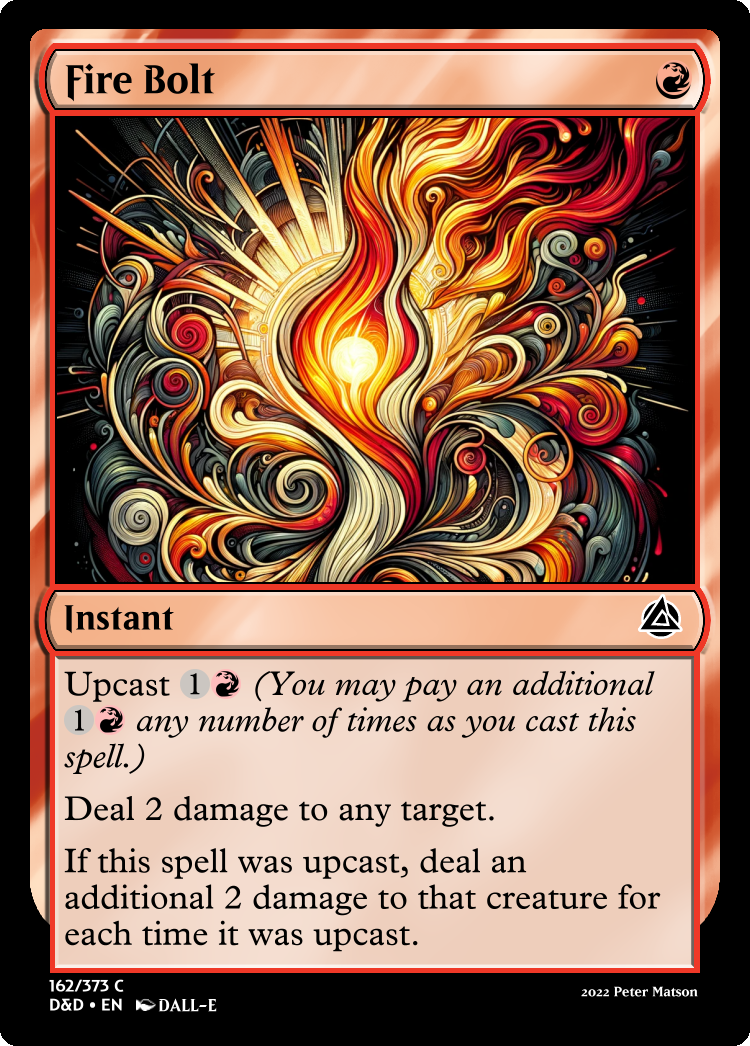 Fire Bolt
Instant
Upcast 1 (You may pay an additional
1 any number of times as you cast this
spell.)
Deal 2 damage to any target.
If this spell was upcast, deal an
additional 2 damage to that creature for
each time it was upcast.
162/373 C
D&D • EN DALL-E
2022 Peter Matson